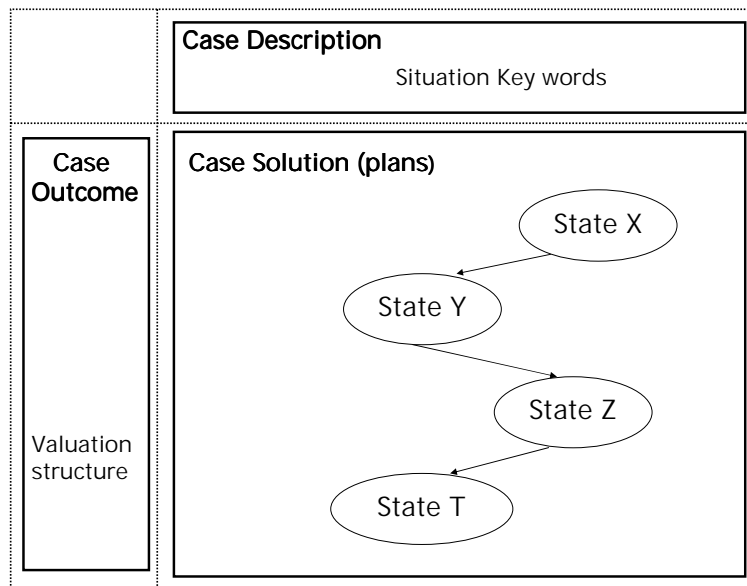 Case Description
Situation Key words
Case
Outcome
Valuation
structure
Case Solution (plans)
State X
State Y
State Z
State T